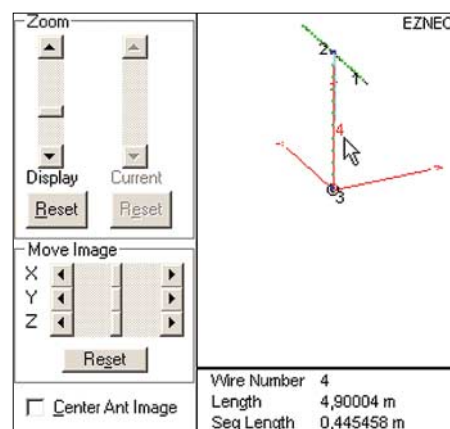 Zoom
Display Current
Reset Reset
Move Image
X
Y
Z
Reset
Center Ant Image
EZNEC
2
1
4
3
Wire Number 4
Length 4,90004 m
Seg Length 0,445458 m